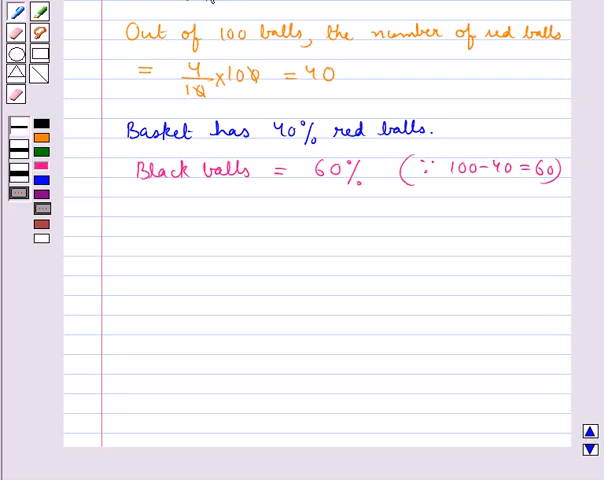 Out of 100 balls, the number of red balls
= 4/10 × 100 = 40
Basket has 40% red balls.
Black balls = 60% (∵ 100-40=60)